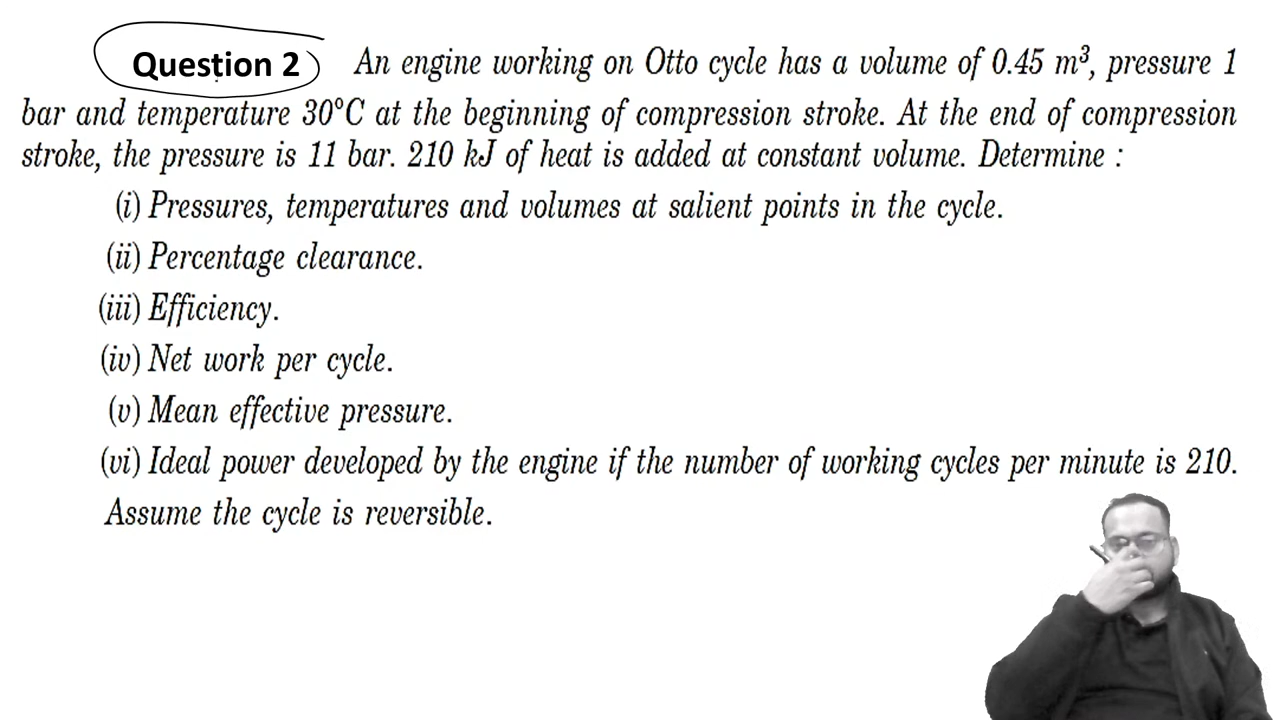 Question 2 An engine working on Otto cycle has a volume of 0.45 m³, pressure 1
bar and temperature 30°C at the beginning of compression stroke. At the end of compression
stroke, the pressure is 11 bar. 210 kJ of heat is added at constant volume. Determine :
(i) Pressures, temperatures and volumes at salient points in the cycle.
(ii) Percentage clearance.
(iii) Efficiency.
(iv) Net work per cycle.
(v) Mean effective pressure.
(vi) Ideal power developed by the engine if the number of working cycles per minute is 210.
Assume the cycle is reversible.